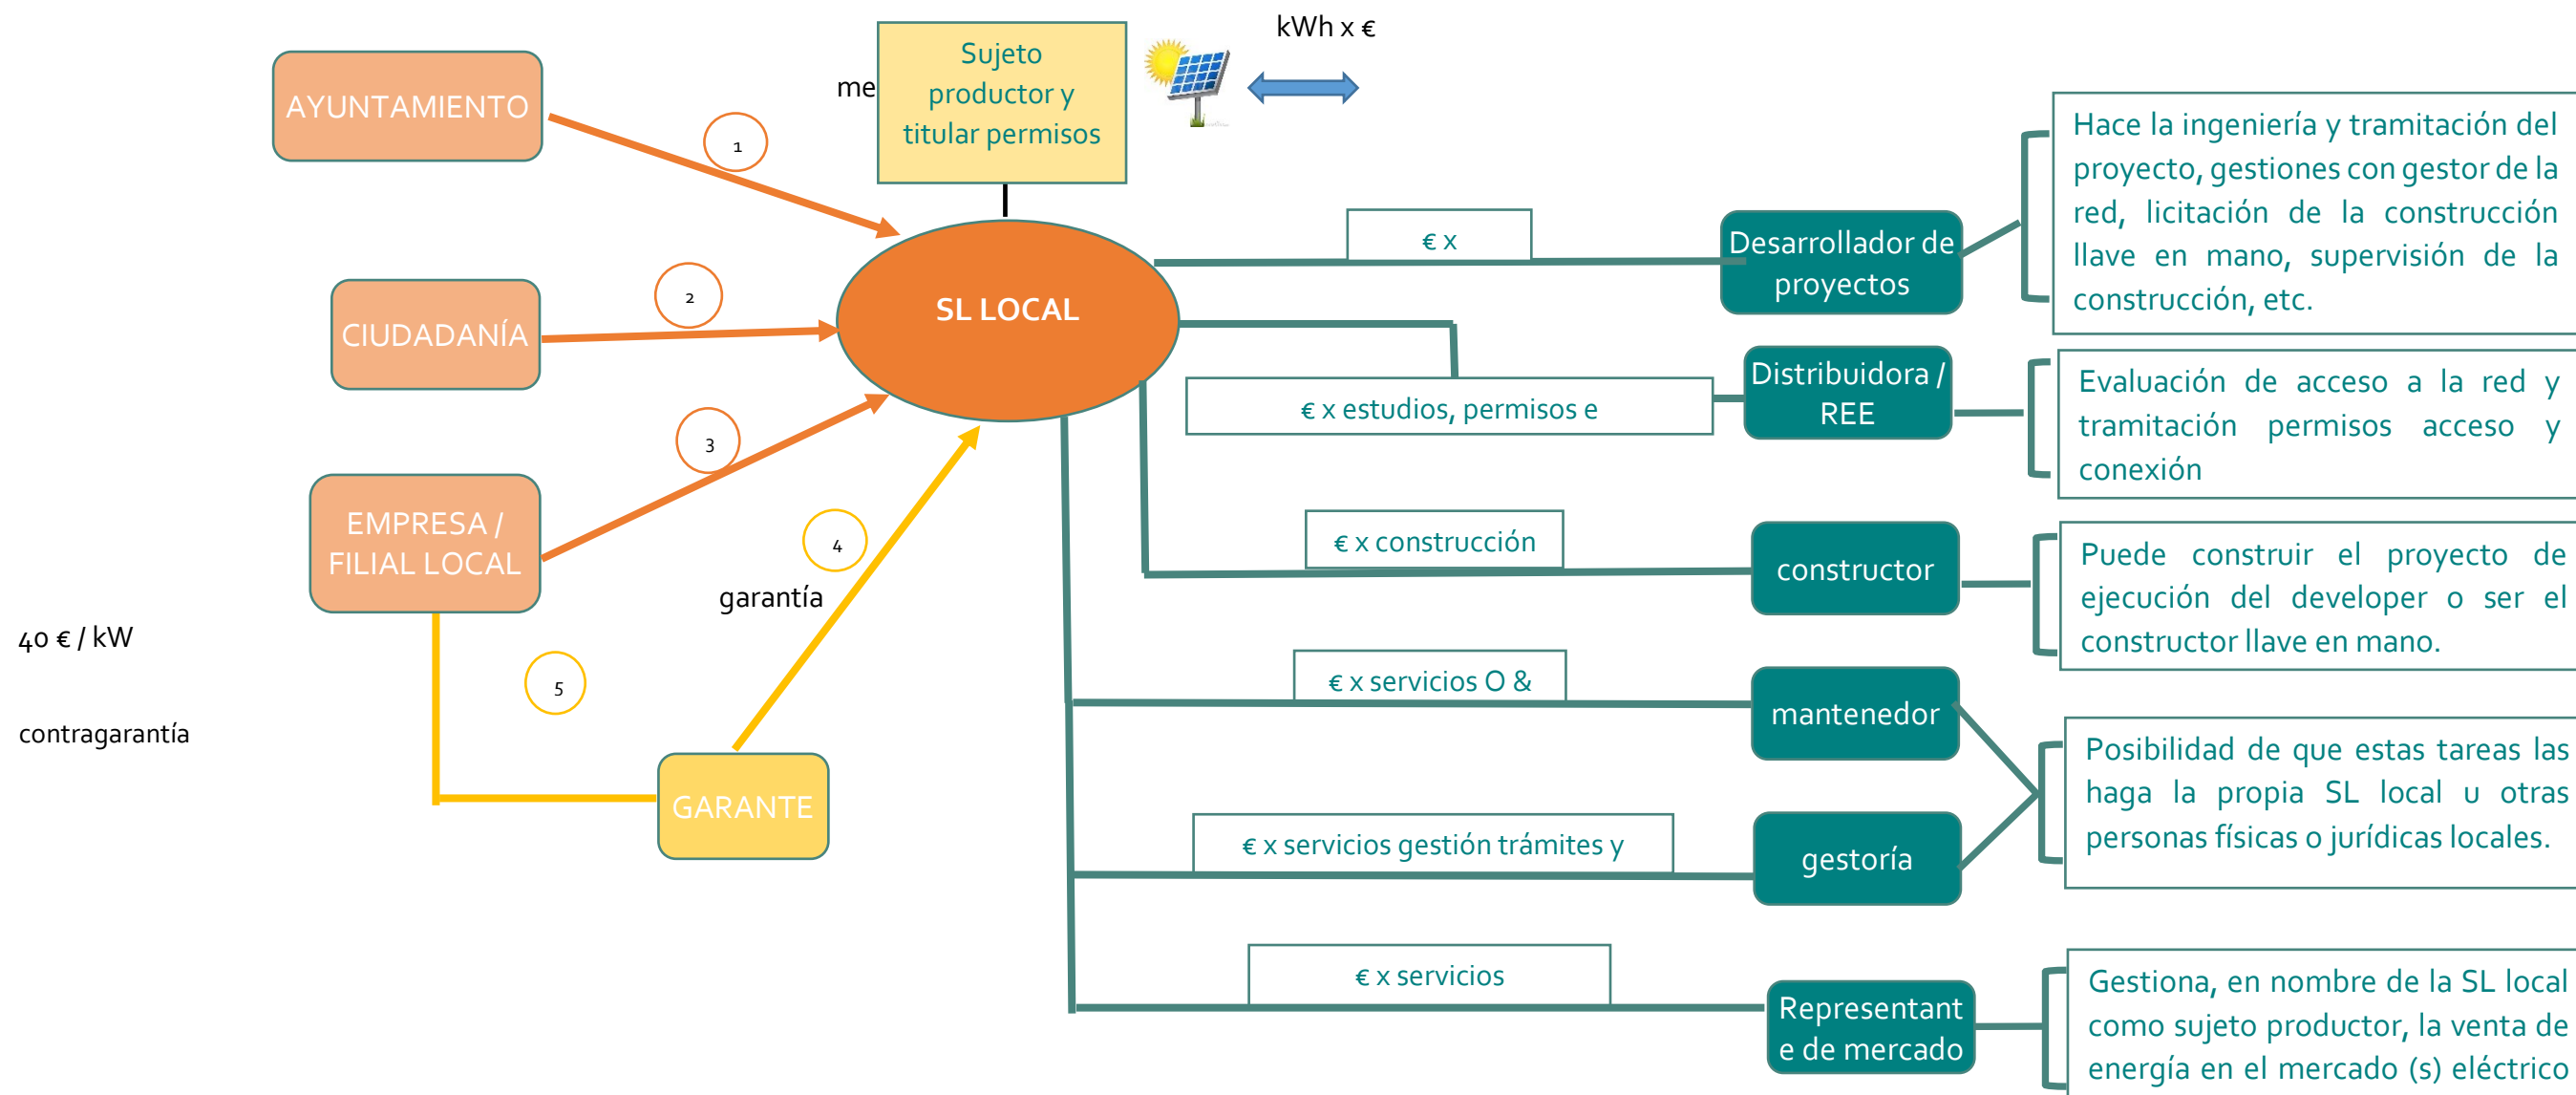 kWh x €
Sujeto
productor y
titular permisos
me
AYUNTAMIENTO
1
CIUDADANÍA
2
EMPRESA /
FILIAL LOCAL
3
4
garantía
40 € / kW
5
contragarantía
GARANTE
SL LOCAL
€ x
Desarrollador de
proyectos
Hace la ingeniería y tramitación del
proyecto, gestiones con gestor de la
red, licitación de la construcción
llave en mano, supervisión de la
construcción, etc.
€ x estudios, permisos e
Distribuidora /
REE
Evaluación de acceso a la red y
tramitación permisos acceso y
conexión
€ x construcción
constructor
Puede construir el proyecto de
ejecución del developer o ser el
constructor llave en mano.
€ x servicios O &
mantenedor
€ x servicios gestión trámites y
gestoría
Posibilidad de que estas tareas las
haga la propia SL local u otras
personas físicas o jurídicas locales.
€ x servicios
Representant
e de mercado
Gestiona, en nombre de la SL local
como sujeto productor, la venta de
energía en el mercado (s) eléctrico